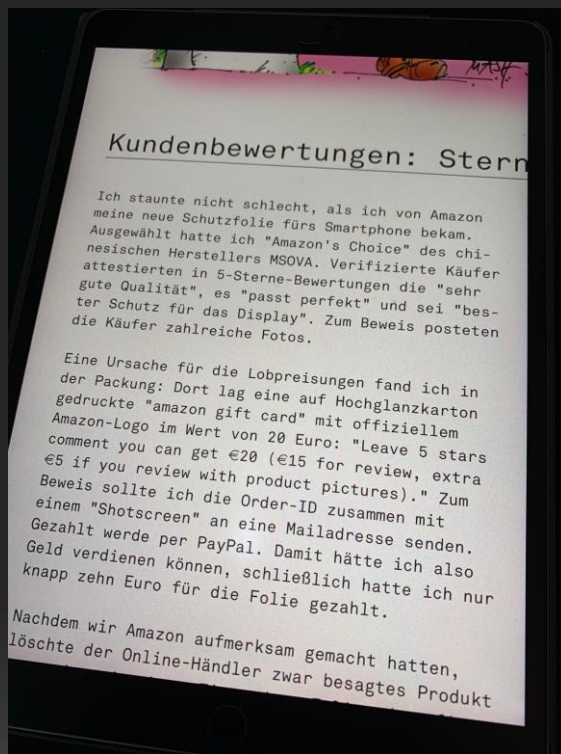 MASH
Kundenbewertungen: Stern
Ich staunte nicht schlecht, als ich von Amazon
meine neue Schutzfolie fürs Smartphone bekam.
Ausgewählt hatte ich "Amazon's Choice" des chi-
nesischen Herstellers MSOVA. Verifizierte Käufer
attestierten in 5-Sterne-Bewertungen die "sehr
gute Qualität", es "passt perfekt" und sei "bes-
ter Schutz für das Display". Zum Beweis posteten
die Käufer zahlreiche Fotos.
Eine Ursache für die Lobpreisungen fand ich in
der Packung: Dort lag eine auf Hochglanzkarton
gedruckte "amazon gift card" mit offiziellem
Amazon-Logo im Wert von 20 Euro: "Leave 5 stars
comment you can get €20 (€15 for review, extra
€5 if you review with product pictures)." Zum
Beweis sollte ich die Order-ID zusammen mit
einem "Shotscreen" an eine Mailadresse senden.
Gezahlt werde per PayPal. Damit hätte ich also
Geld verdienen können, schließlich hatte ich nur
knapp zehn Euro für die Folie gezahlt.
Nachdem wir Amazon aufmerksam gemacht hatten,
löschte der Online-Händler zwar besagtes Produkt